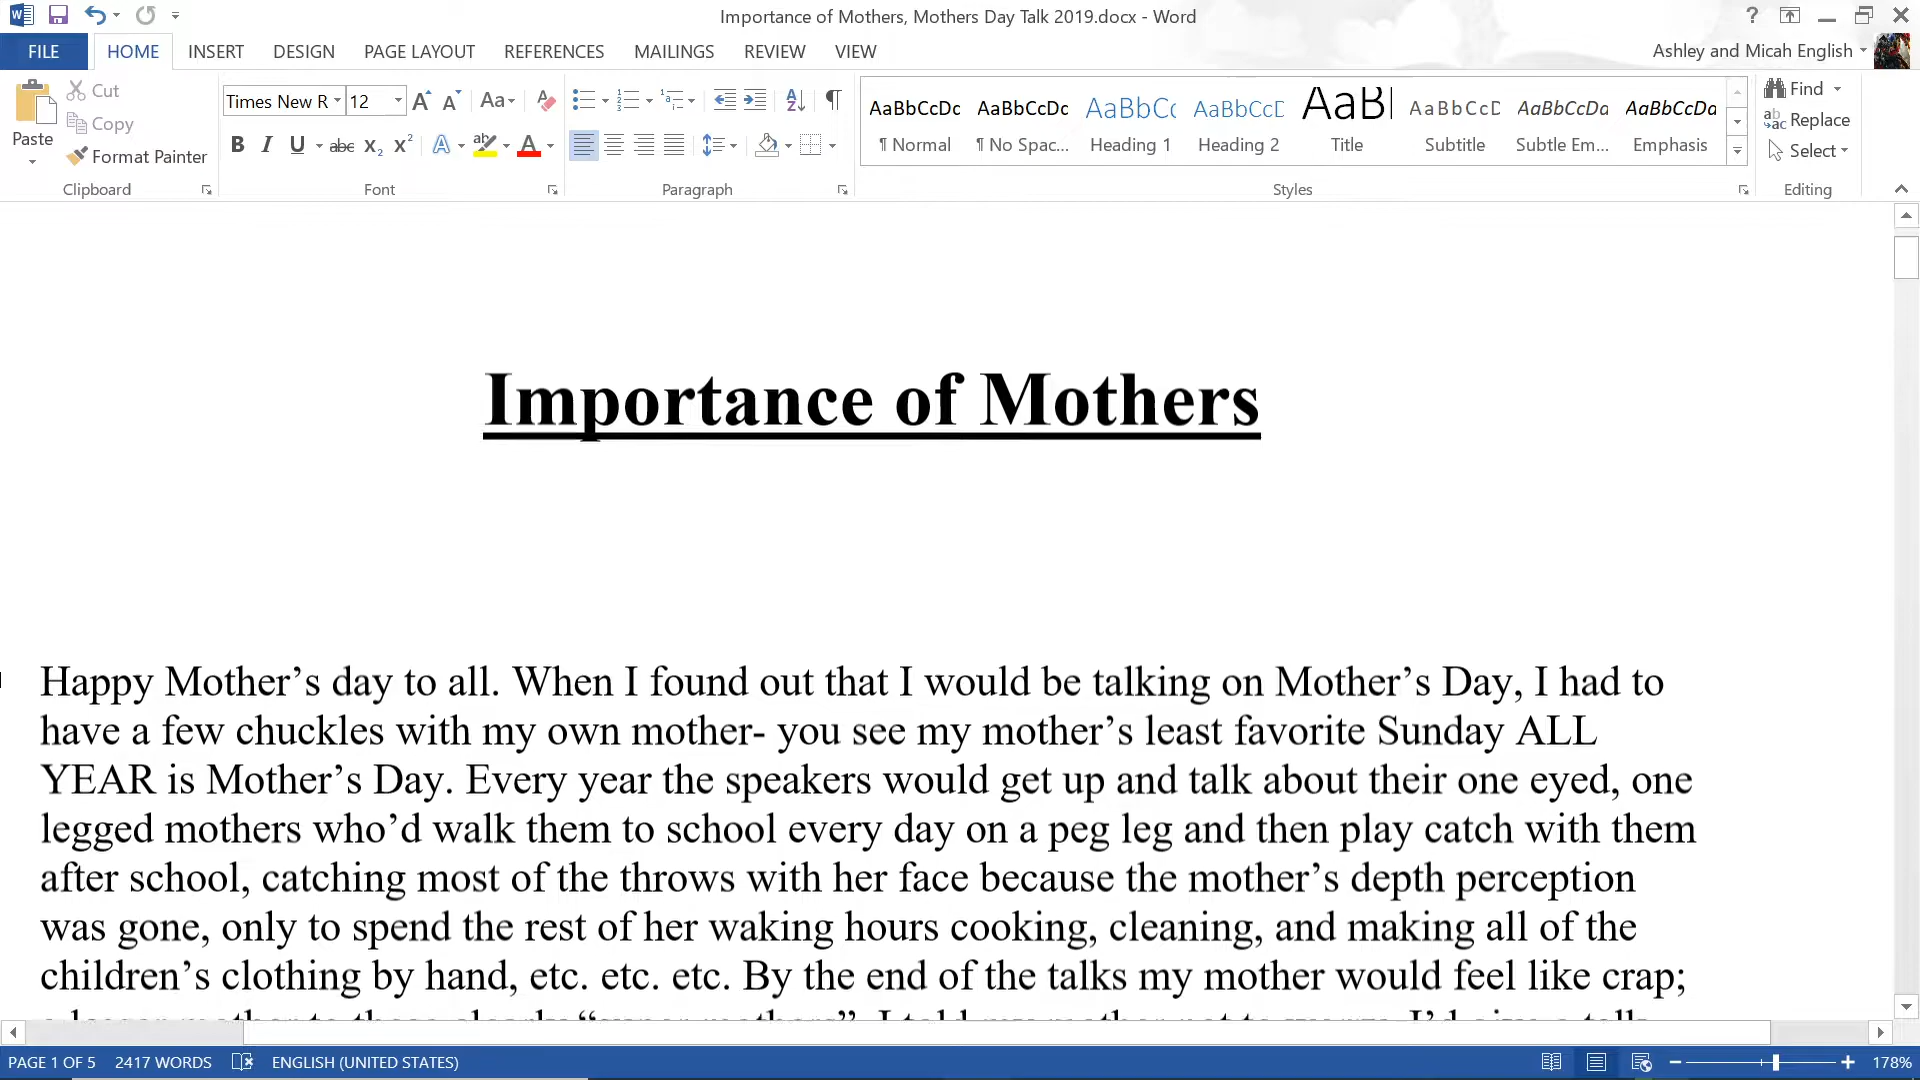 Importance of Mothers, Mothers Day Talk 2019.docx - Word
?
FILE HOME INSERT DESIGN PAGE LAYOUT REFERENCES MAILINGS REVIEW VIEW
Ashley and Micah English
Paste
Cut
Copy
Format Painter
Clipboard
Times New R 12
Aa
B I U abc X₂ X²
Font
Paragraph
AaBbCcDc AaBbCcDc AaBbCc AaBbCcD AaB AaBbCcD AaBbCcDa AaBbCcDa
¶ Normal ¶ No Spac... Heading 1 Heading 2 Title Subtitle Subtle Em... Emphasis
Styles
Find
Replace
Select
Editing
Importance of Mothers
Happy Mother’s day to all. When I found out that I would be talking on Mother’s Day, I had to
have a few chuckles with my own mother- you see my mother’s least favorite Sunday ALL
YEAR is Mother’s Day. Every year the speakers would get up and talk about their one eyed, one
legged mothers who’d walk them to school every day on a peg leg and then play catch with them
after school, catching most of the throws with her face because the mother’s depth perception
was gone, only to spend the rest of her waking hours cooking, cleaning, and making all of the
children’s clothing by hand, etc. etc. etc. By the end of the talks my mother would feel like crap;
PAGE 1 OF 5 2417 WORDS ENGLISH (UNITED STATES) 178%